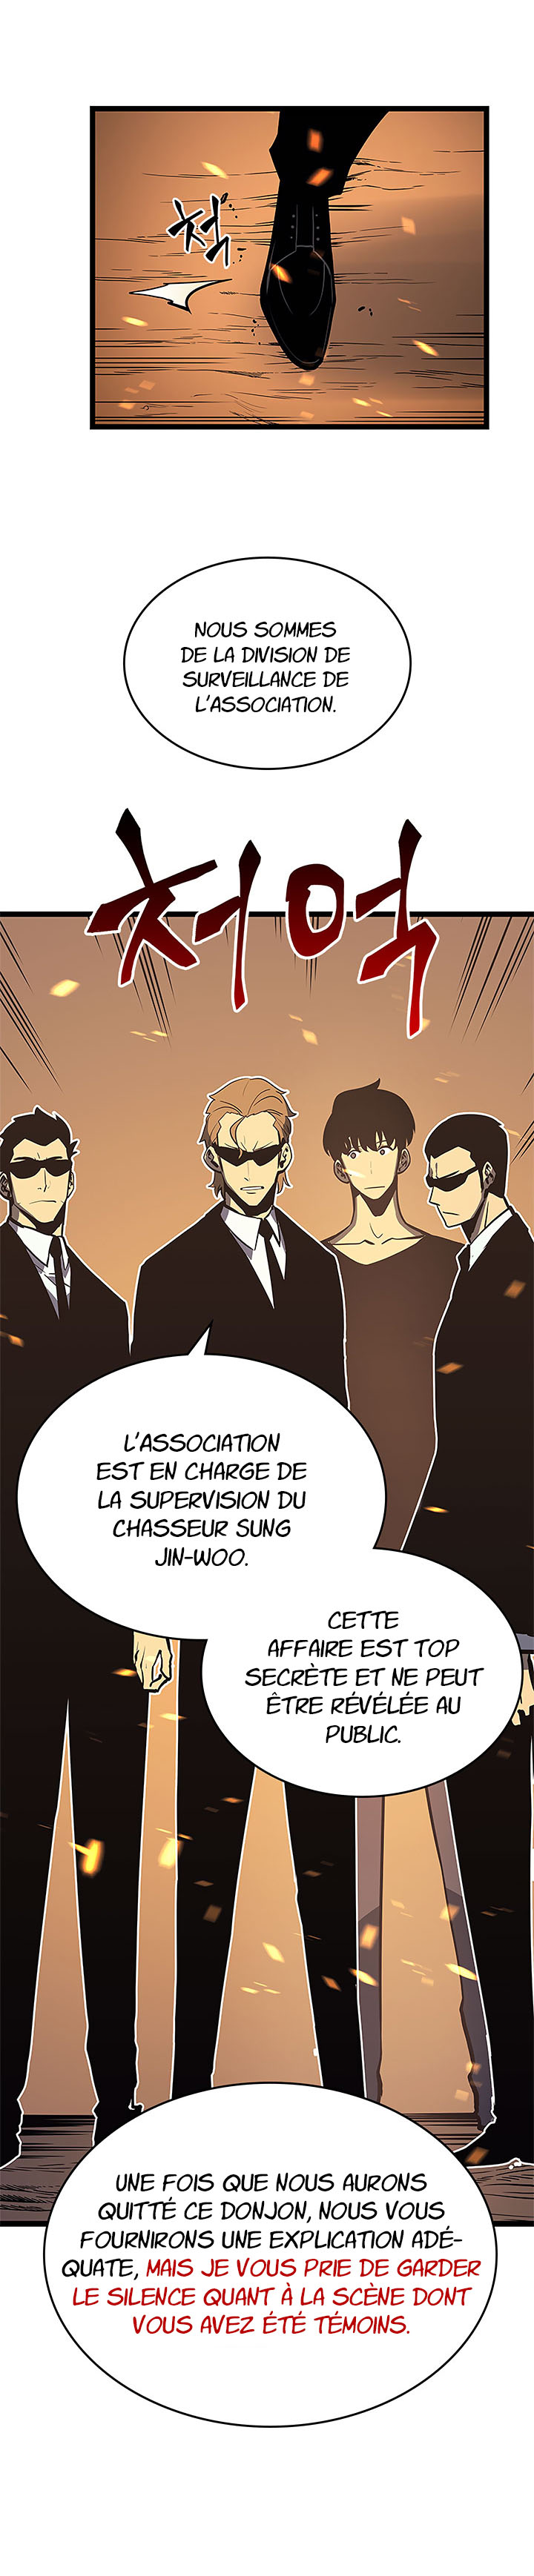 척
NOUS SOMMES
DE LA DIVISION DE
SURVEILLANCE DE
L'ASSOCIATION.
처억
L'ASSOCIATION
EST EN CHARGE DE
LA SUPERVISION DU
CHASSEUR SUNG
JIN-WOO.
CETTE
AFFAIRE EST TOP
SECRÈTE ET NE PEUT
ÊTRE RÉVÉLÉE AU
PUBLIC.
UNE FOIS QUE NOUS AURONS
QUITTÉ CE DONJON, NOUS VOUS
FOURNIRONS UNE EXPLICATION ADÉ-
QUATE, MAIS JE VOUS PRIE DE GARDER
LE SILENCE QUANT À LA SCÈNE DONT
VOUS AVEZ ÉTÉ TÉMOINS.